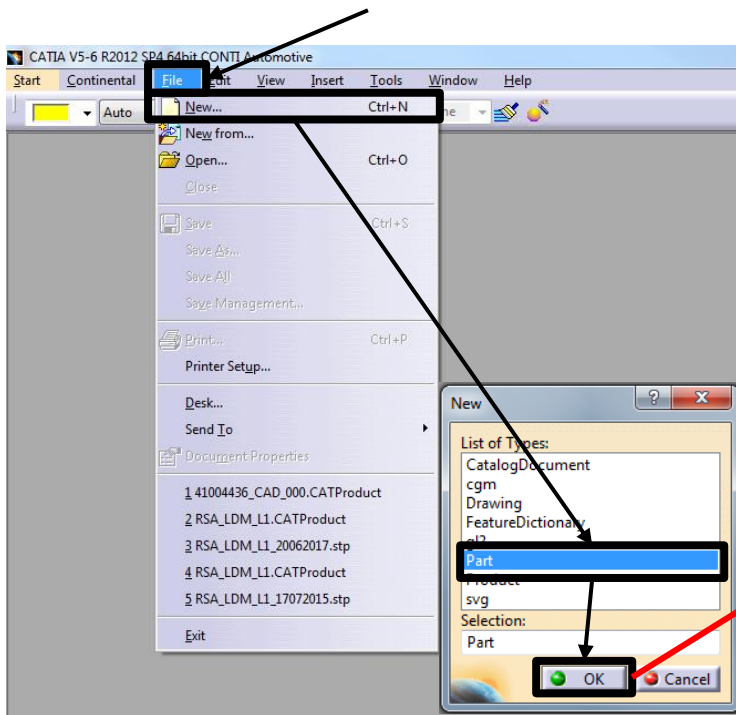 CATIA V5-6 R2012 SP4 64bit CONTI Automotive
Start Continental File Edit View Insert Tools Window Help
Auto
New... Ctrl+N
New from...
Open... Ctrl+O
Close
Save Ctrl+S
Save As...
Save All
Save Management...
Print... Ctrl+P
Printer Setup...
Desk...
Send To
Document Properties
1 41004436_CAD_000.CATProduct
2 RSA_LDM_L1.CATProduct
3 RSA_LDM_L1_20062017.stp
4 RSA_LDM_L1.CATProduct
5 RSA_LDM_L1_17072015.stp
Exit
New
List of Types:
CatalogDocument
cgm
Drawing
FeatureDictionary
Part
Product
svg
Selection:
Part
OK Cancel